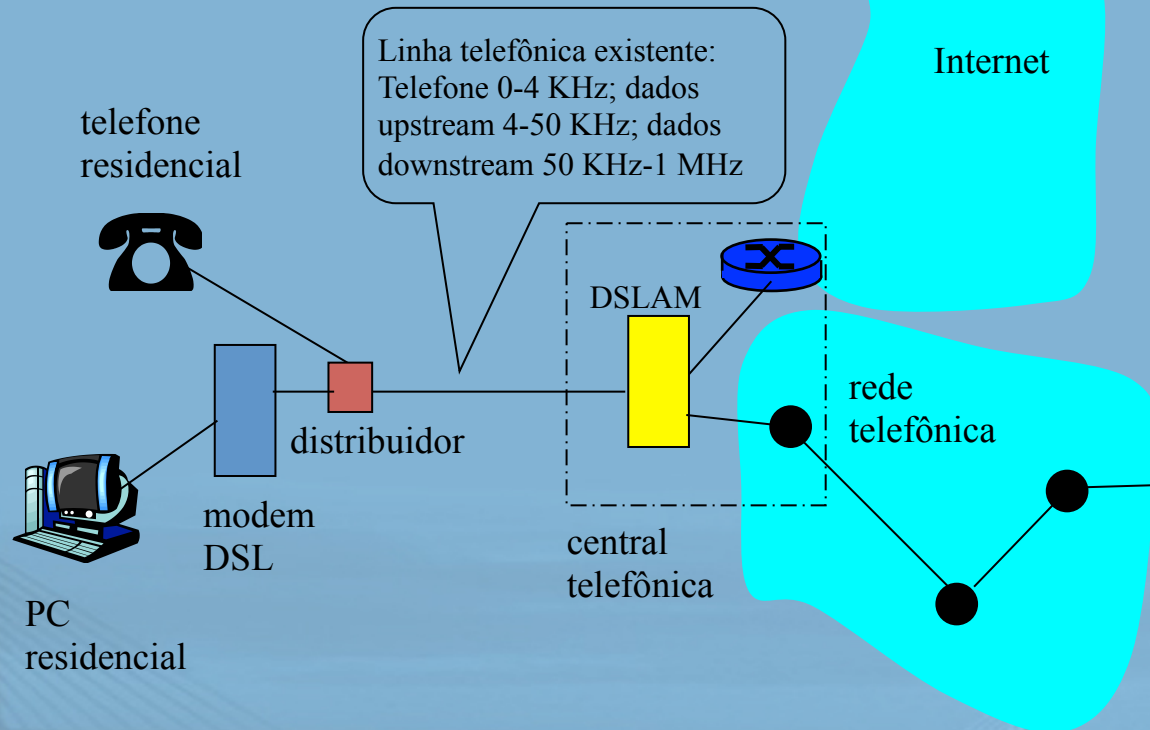 Linha telefônica existente:
Telefone 0-4 KHz; dados
upstream 4-50 KHz; dados
downstream 50 KHz-1 MHz
Internet
telefone
residencial
DSLAM
rede
telefônica
distribuidor
modem
DSL
central
telefônica
PC
residencial